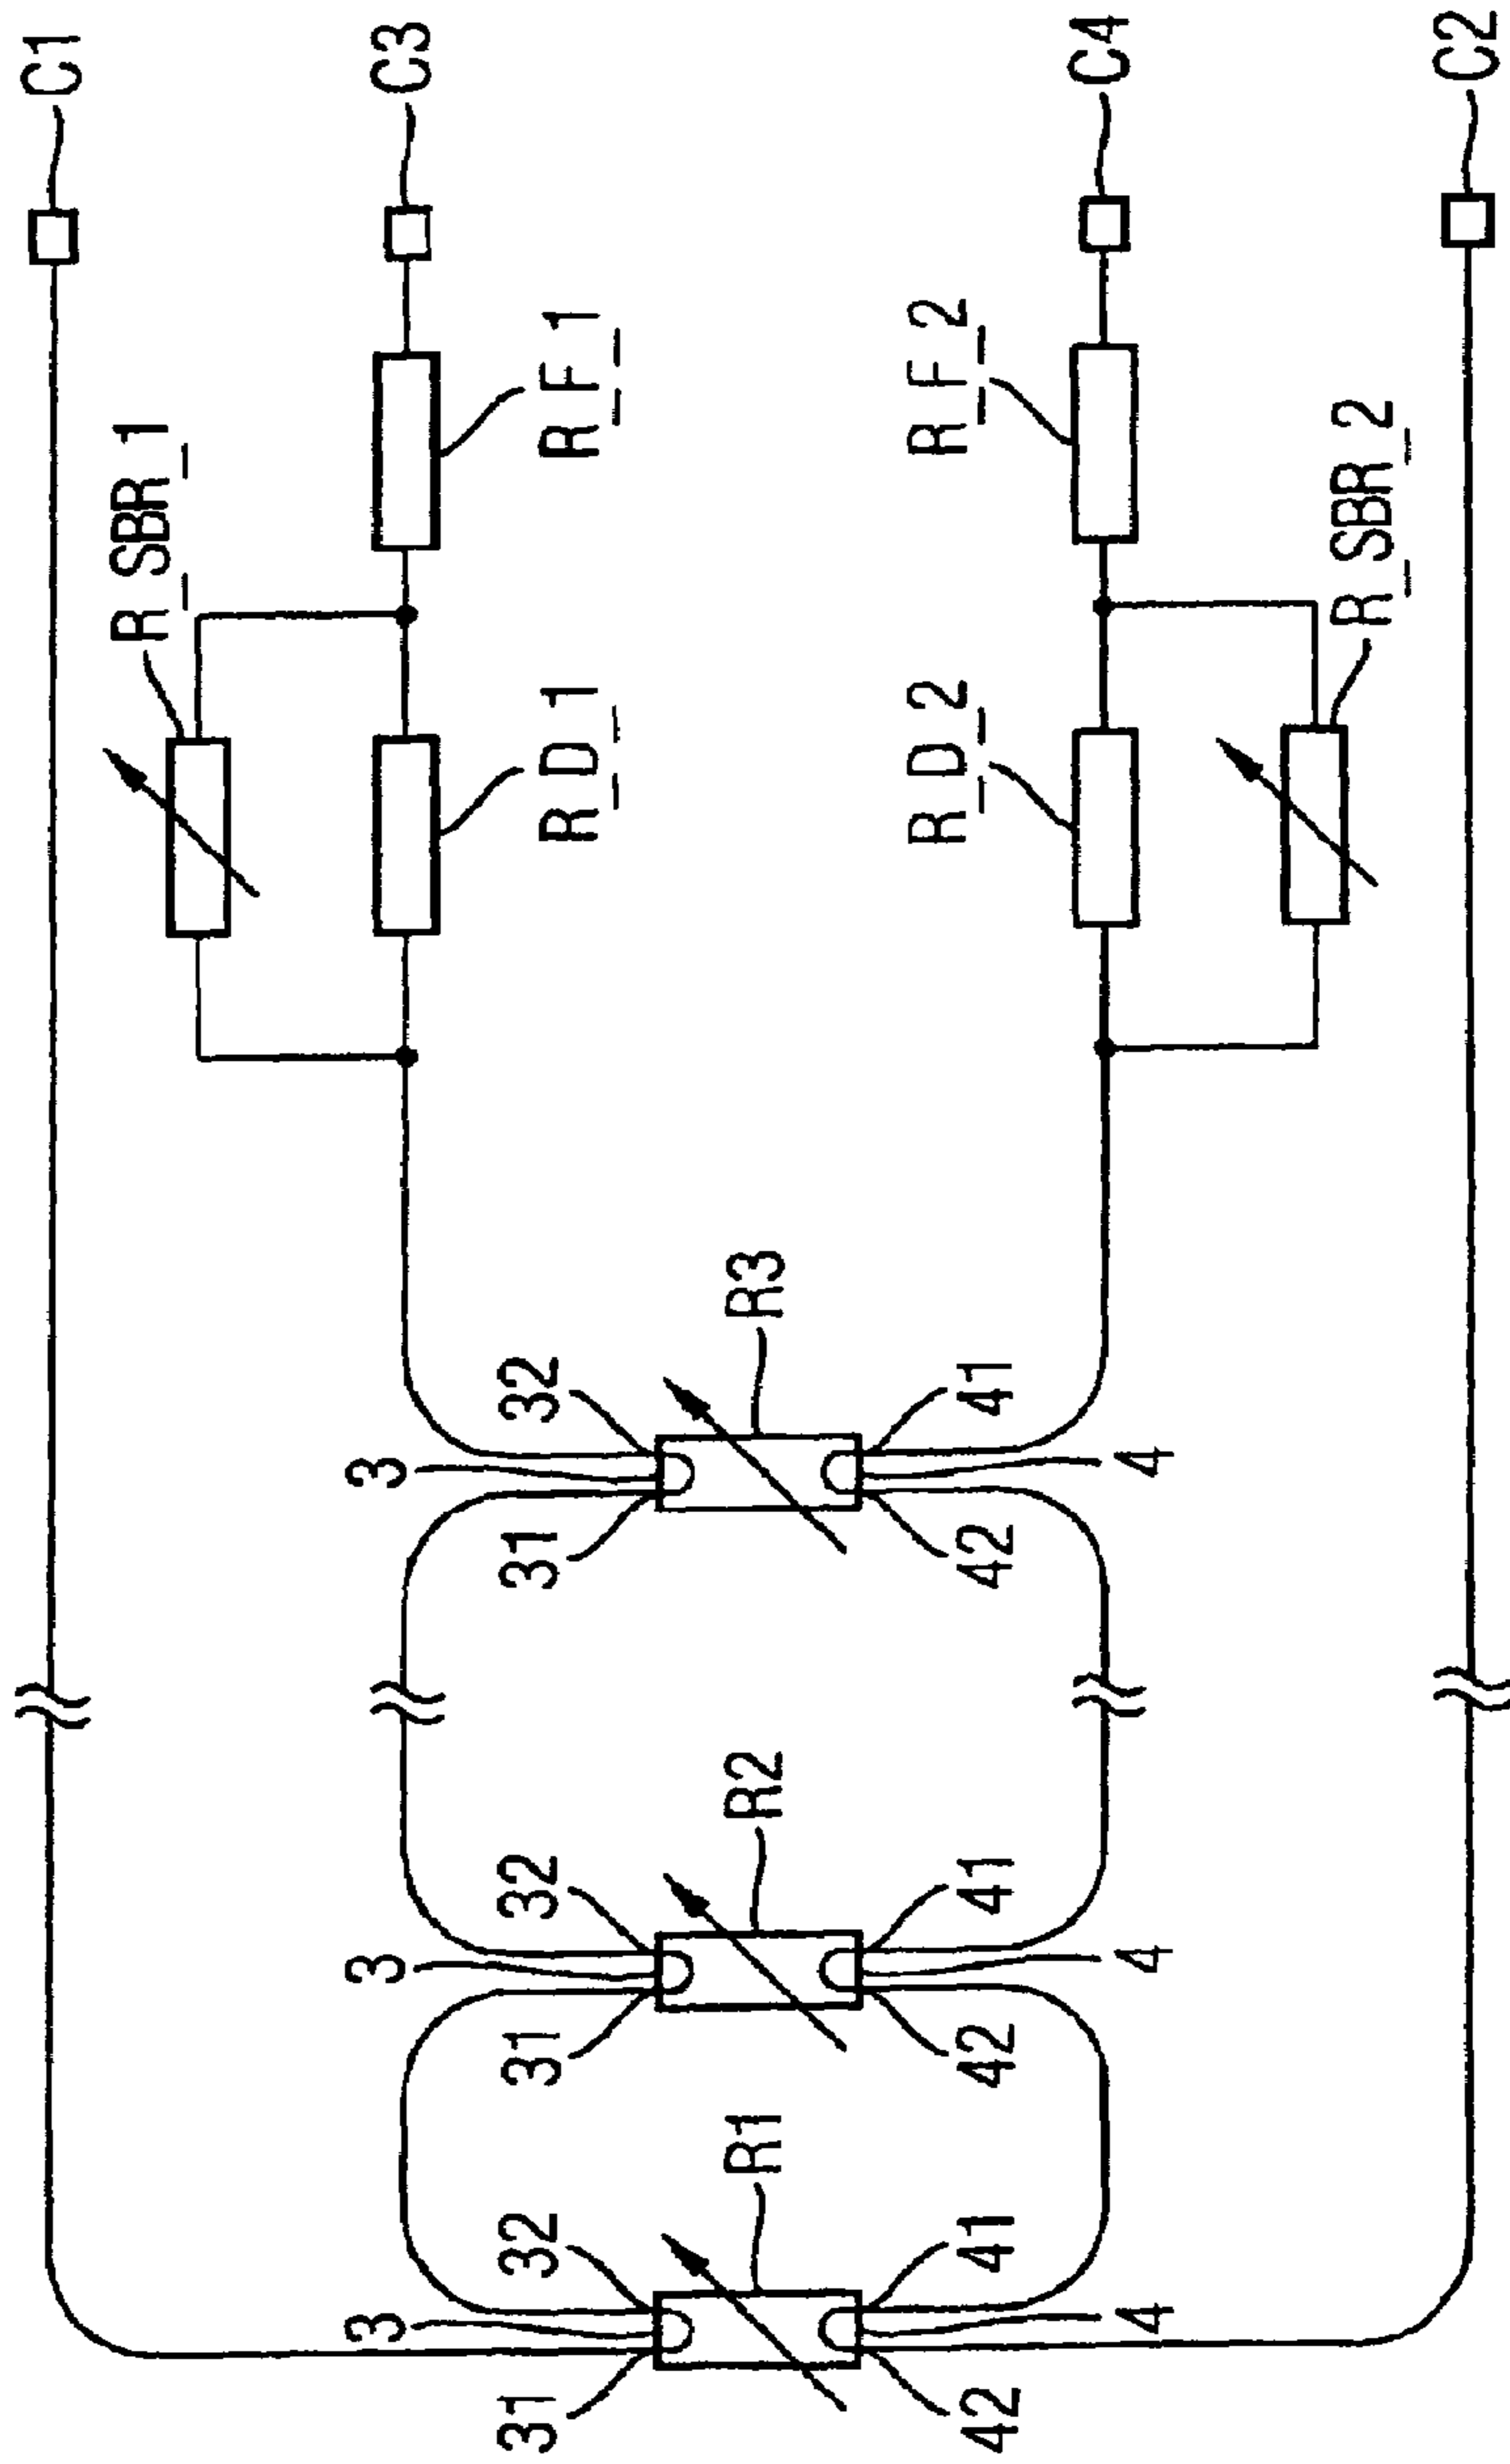 C1
R_SBR_1
3 3 3 C3
31 32 31 32 31 32
R_D_1 R_F_1
R1 R2 R3
R_D_2 R_F_2
42 41 42 41 42 41
4 4 4 C4
R_SBR_2
C2